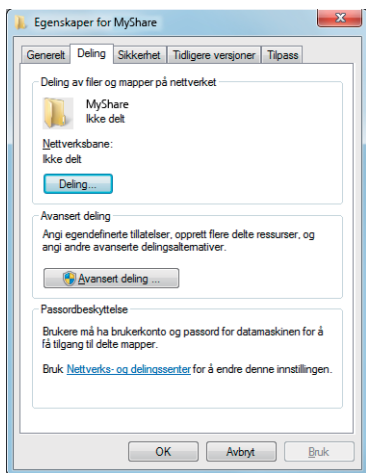 Egenskaper for MyShare
Generelt Deling Sikkerhet Tidligere versjoner Tilpass
Deling av filer og mapper på nettverket
MyShare
Ikke delt
Nettverksbane:
Ikke delt
Deling...
Avansert deling
Angi egendefinerte tillatelser, opprett flere delte ressurser, og
angi andre avanserte delingsalternativer.
Avansert deling ...
Passordbeskyttelse
Brukere må ha brukerkonto og passord for datamaskinen for å
få tilgang til delte mapper.
Bruk Nettverks- og delingssenter for å endre denne innstillingen.
OK Avbryt Bruk